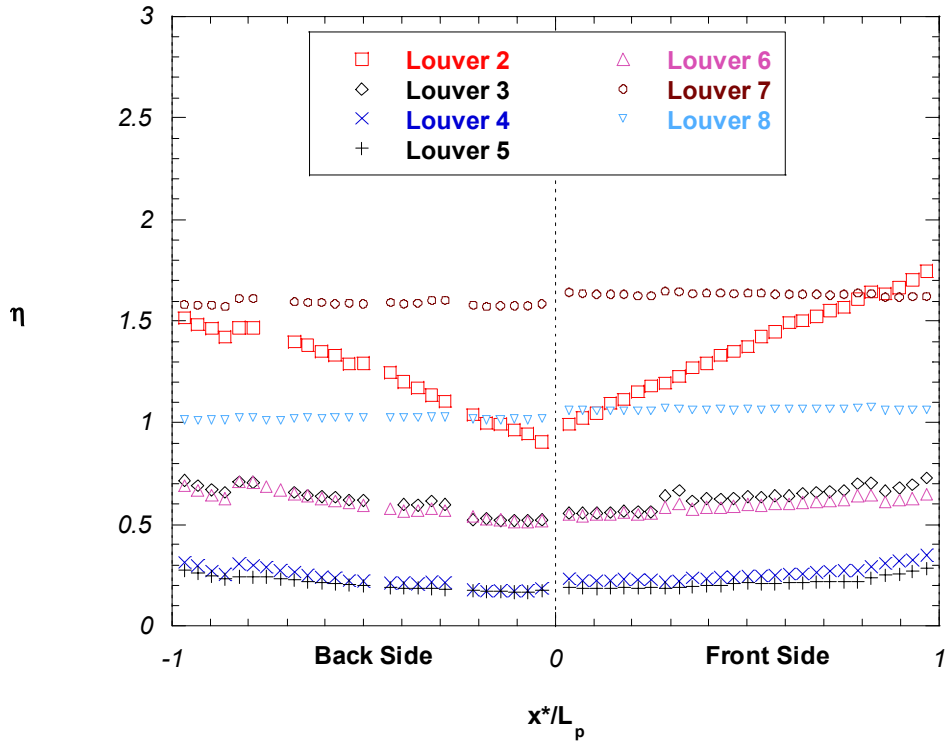 3
2.5
2
1.5
1
0.5
0
η
Louver 2
Louver 3
Louver 4
Louver 5
Louver 6
Louver 7
Louver 8
-1
Back Side
0
Front Side
1
x*/Lp